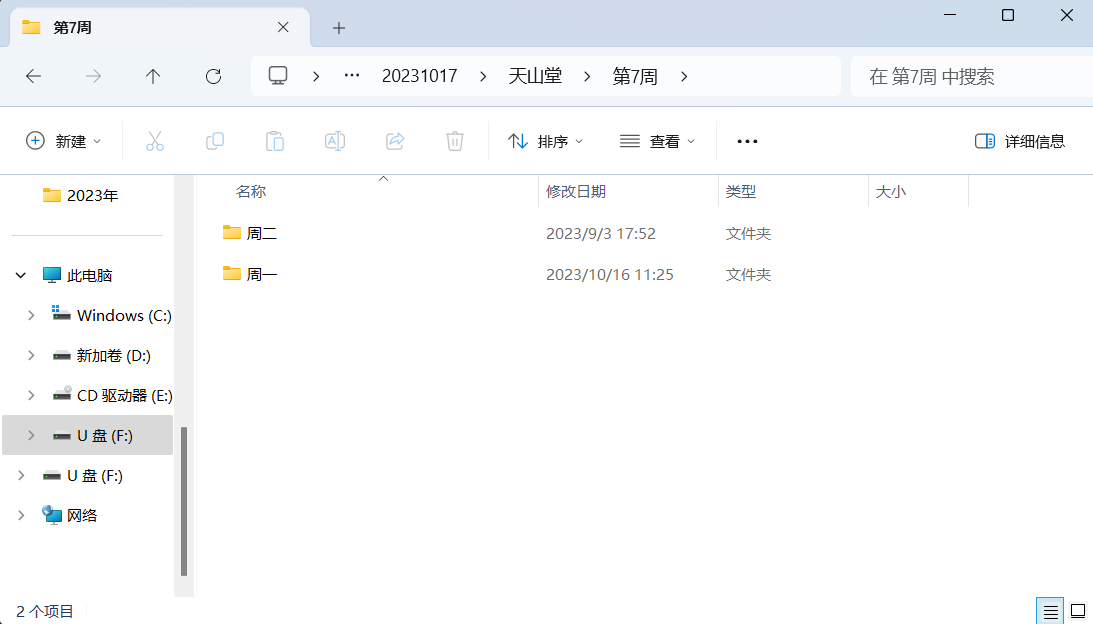 第7周
20231017 天山堂 第7周 在 第7周 中搜索
新建 排序 查看 详细信息
名称 修改日期 类型 大小
周二 2023/9/3 17:52 文件夹
周一 2023/10/16 11:25 文件夹
2023年
此电脑
Windows (C:)
新加卷 (D:)
CD 驱动器 (E:)
U 盘 (F:)
U 盘 (F:)
网络
2 个项目